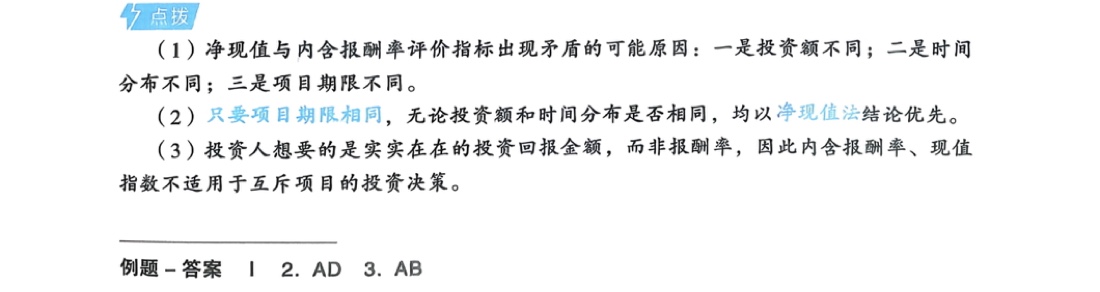 点拨
（1）净现值与内含报酬率评价指标出现矛盾的可能原因：一是投资额不同；二是时间
分布不同；三是项目期限不同。
（2）只要项目期限相同，无论投资额和时间分布是否相同，均以净现值法结论优先。
（3）投资人想要的是实实在在的投资回报金额，而非报酬率，因此内含报酬率、现值
指数不适用于互斥项目的投资决策。
例题－答案 | 2. AD 3. AB